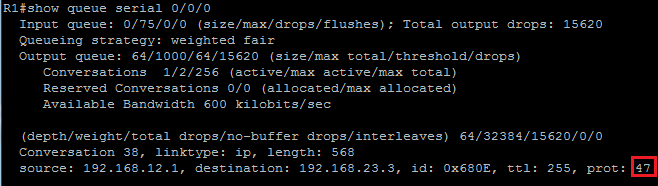 R1#show queue serial 0/0/0
Input queue: 0/75/0/0 (size/max/drops/flushes); Total output drops: 15620
Queueing strategy: weighted fair
Output queue: 64/1000/64/15620 (size/max total/threshold/drops)
Conversations 1/2/256 (active/max active/max total)
Reserved Conversations 0/0 (allocated/max allocated)
Available Bandwidth 600 kilobits/sec
(depth/weight/total drops/no-buffer drops/interleaves) 64/32384/15620/0/0
Conversation 38, linktype: ip, length: 568
source: 192.168.12.1, destination: 192.168.23.3, id: 0x680E, ttl: 255, prot: 47